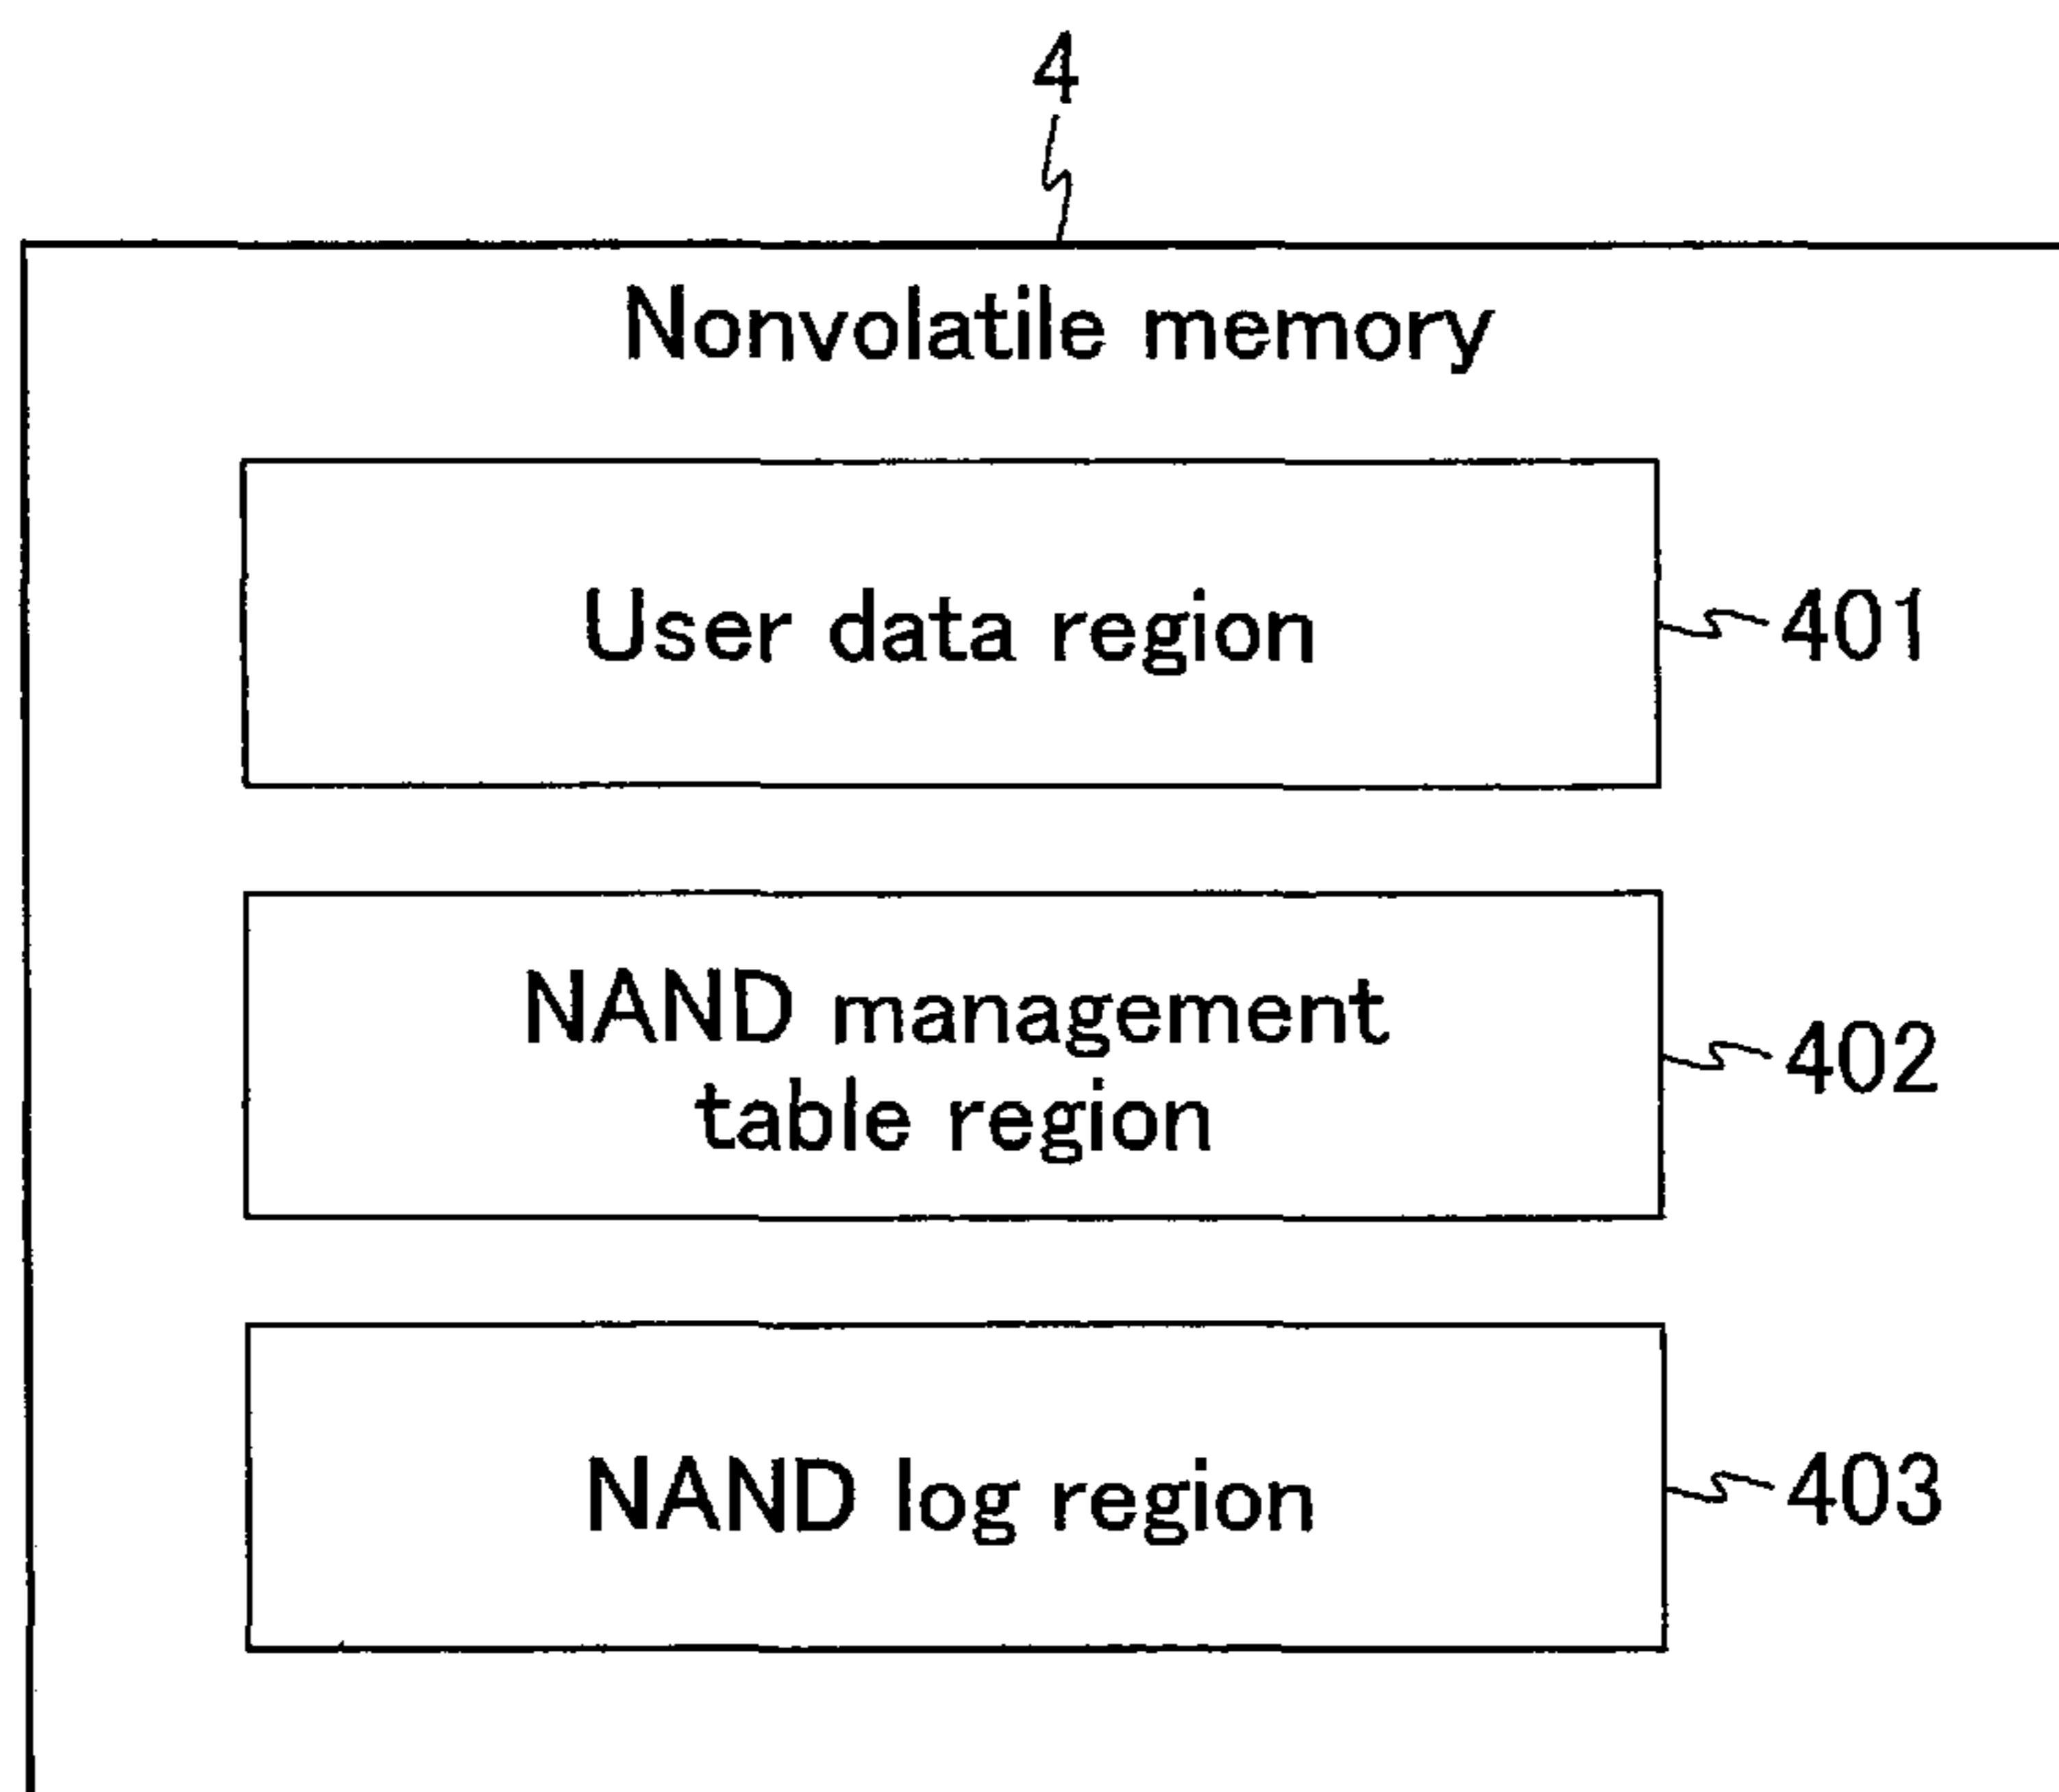 4
Nonvolatile memory
User data region
401
NAND management
table region
402
NAND log region
403